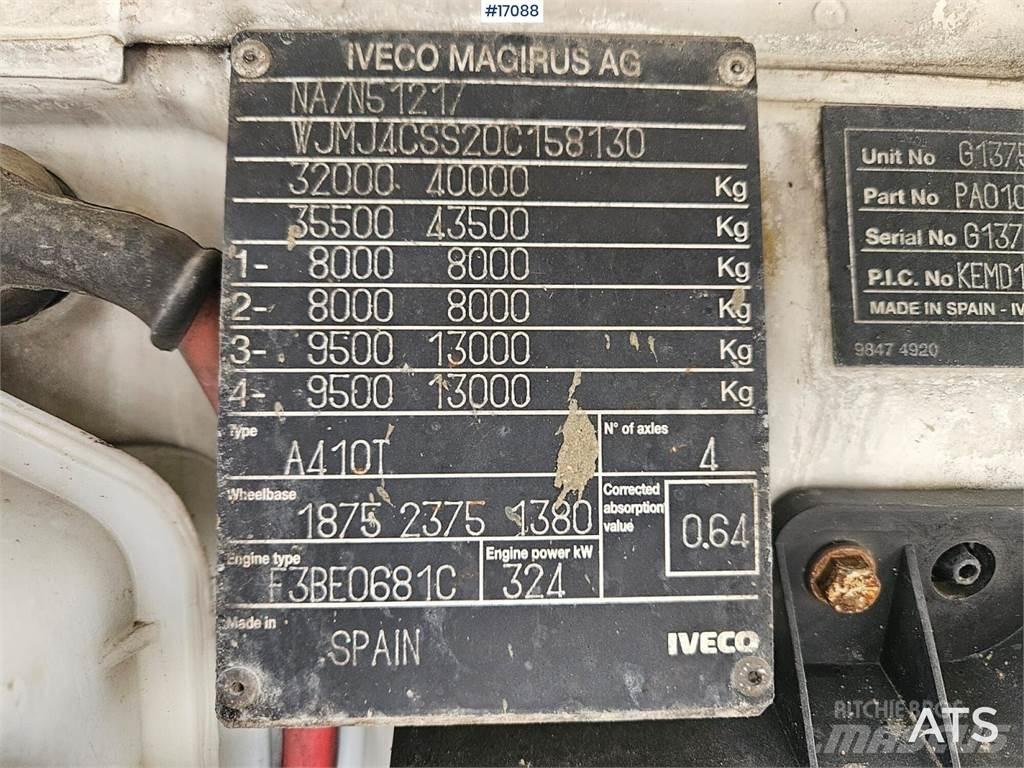 #17088
IVECO MAGIRUS AG
NA/N5121/
WJMJ4CSS20C158130
32000 40000 Kg
35500 43500 Kg
1- 8000 8000 Kg
2- 8000 8000 Kg
3- 9500 13000 Kg
4- 9500 13000 Kg
Type A410T
N° of axles 4
Wheelbase 1875 2375 1380
Corrected absorption value 0.64
Engine type F3BE0681C
Engine power kW 324
Made in SPAIN
IVECO
Unit No G1375
Part No PA010
Serial No G137
P.I.C. No KEMD1
MADE IN SPAIN - IV
9847 4920
RITCHIE BROS
ATS